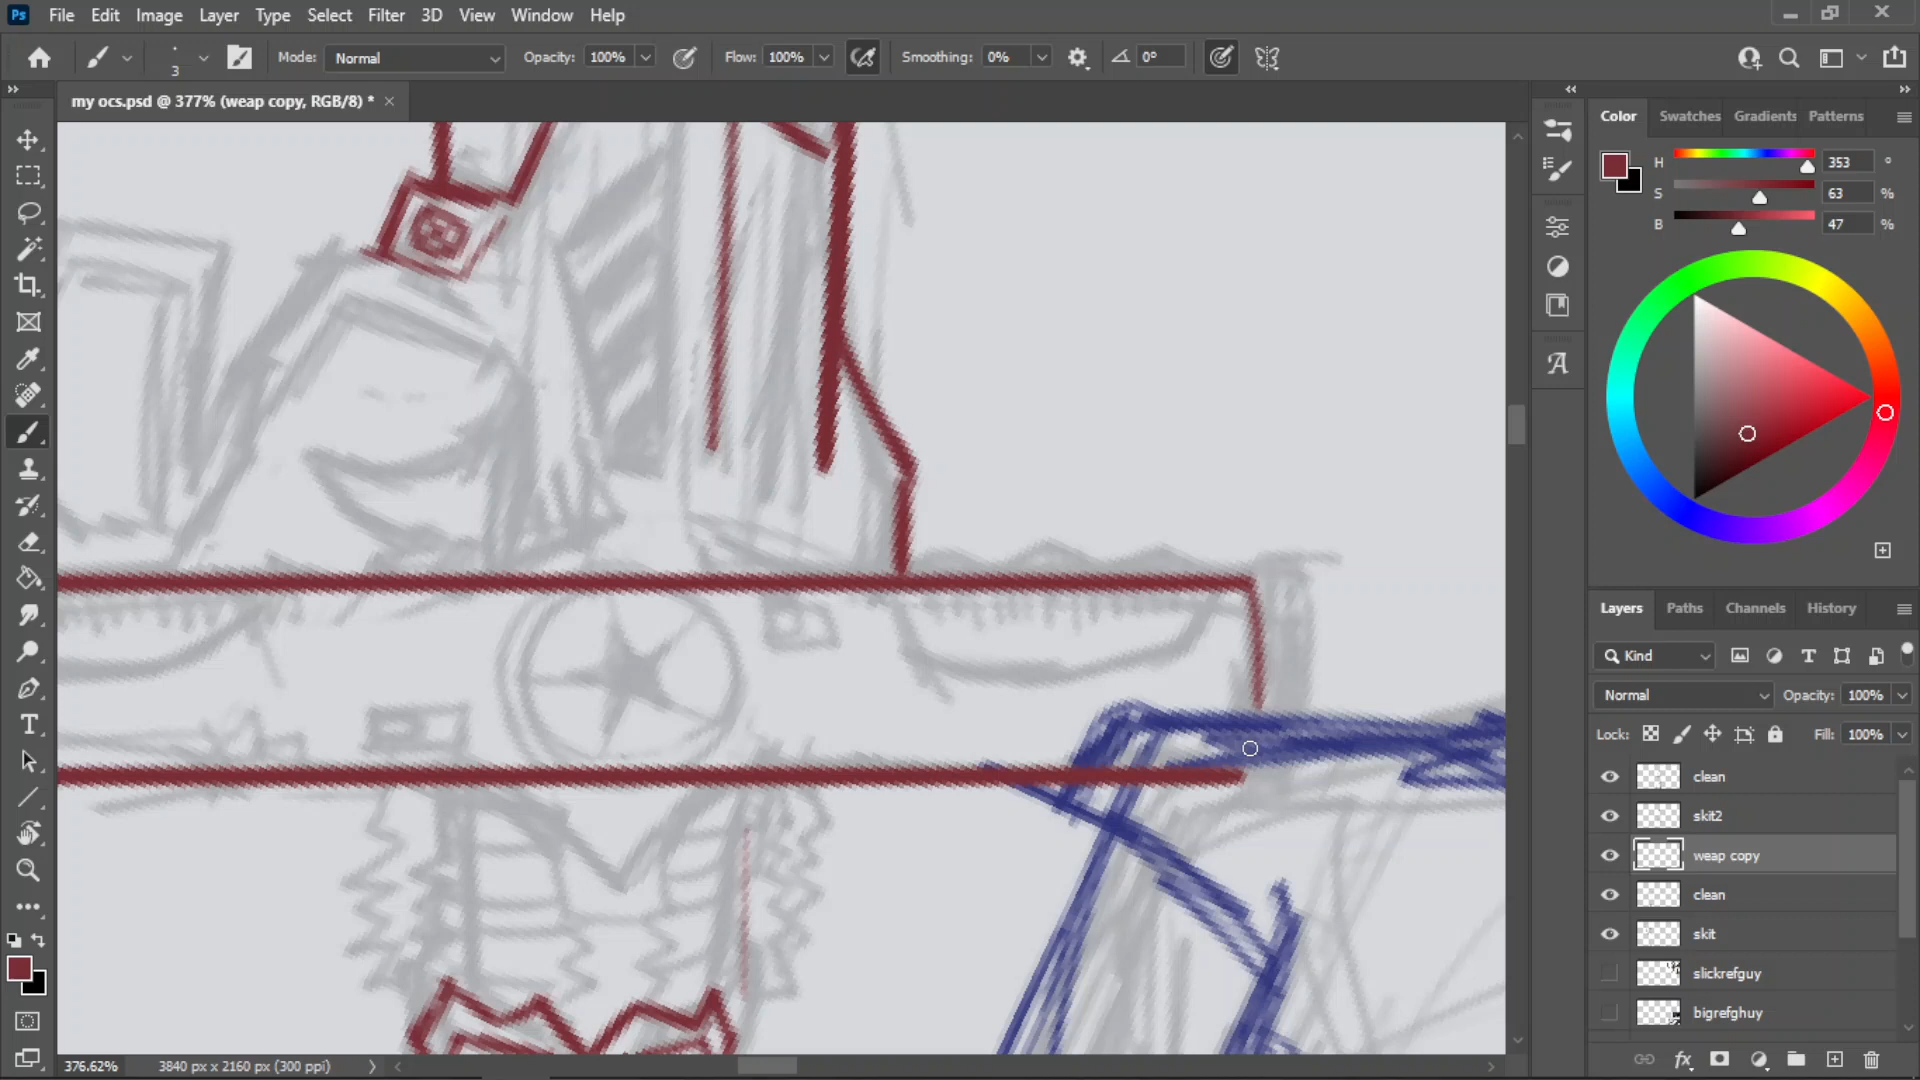 Ps File Edit Image Layer Type Select Filter 3D View Window Help
3 Mode: Normal Opacity: 100% Flow: 100% Smoothing: 0% 0°
my ocs.psd @ 377% (weap copy, RGB/8) *
Color Swatches Gradients Patterns
H 353 °
S 63 %
B 47 %
Layers Paths Channels History
Kind
Normal Opacity: 100%
Lock: Fill: 100%
clean
skit2
weap copy
clean
skit
slickrefguy
bigrefghuy
376.62% 3840 px x 2160 px (300 ppi)